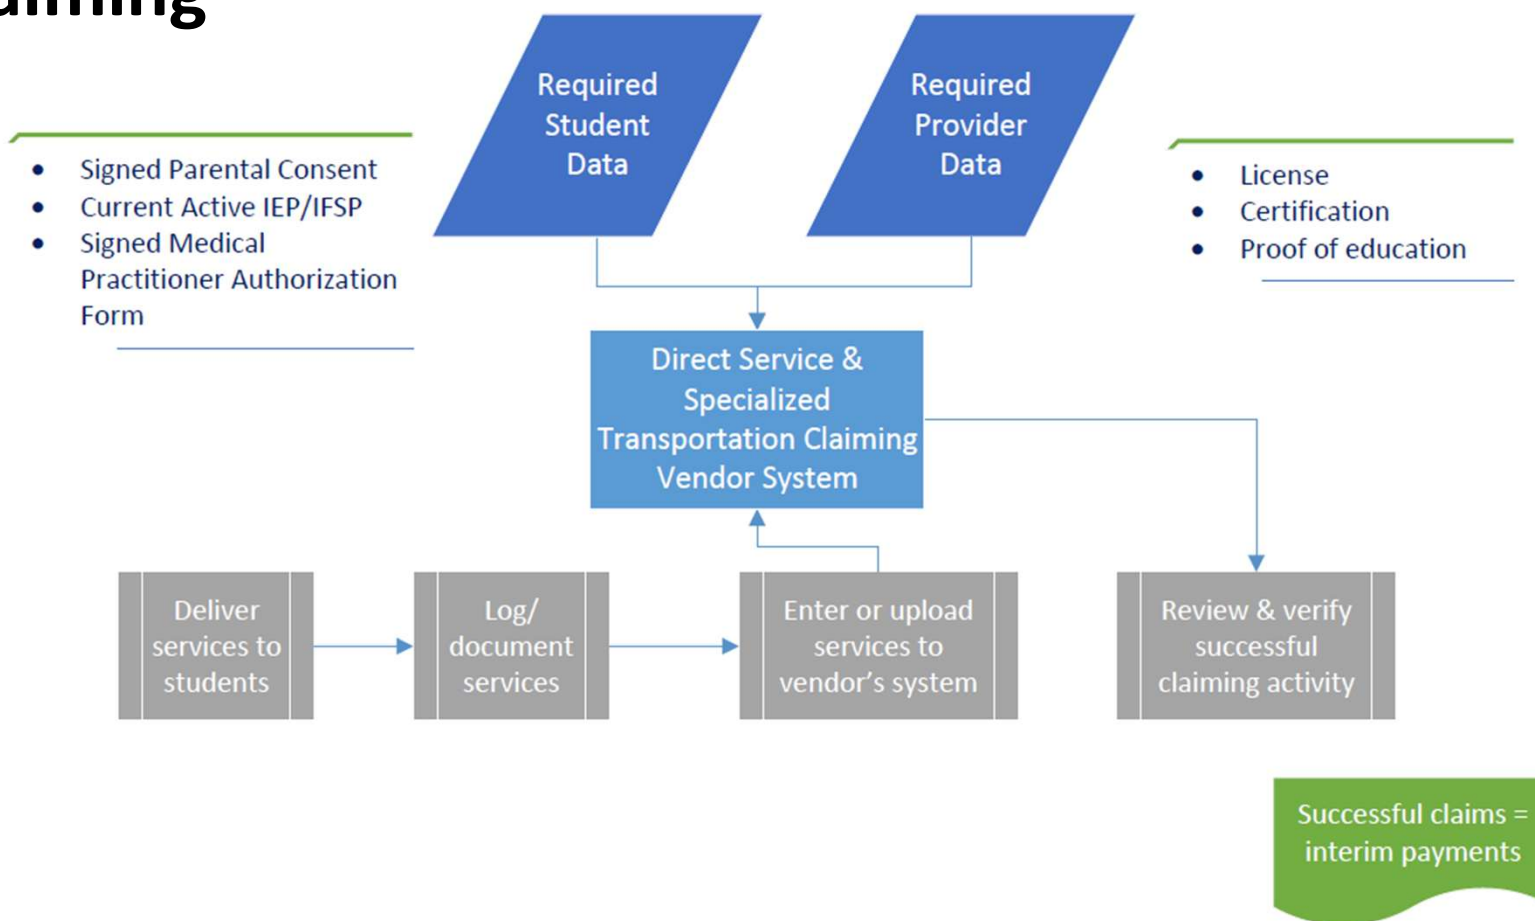 Required
Student
Data
Required
Provider
Data
• Signed Parental Consent
• Current Active IEP/IFSP
• Signed Medical
Practitioner Authorization
Form
• License
• Certification
• Proof of education
Direct Service &
Specialized
Transportation Claiming
Vendor System
Deliver
services to
students
Log/
document
services
Enter or upload
services to
vendor’s system
Review & verify
successful
claiming activity
Successful claims =
interim payments